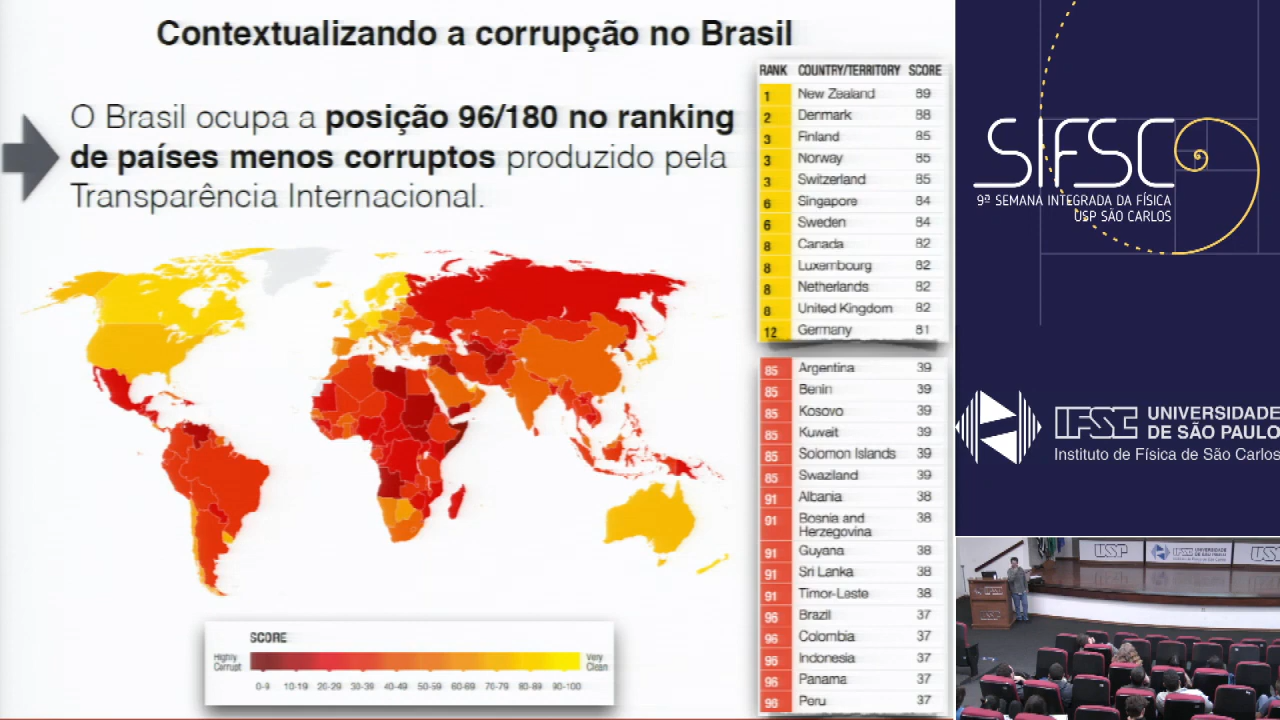 Contextualizando a corrupção no Brasil
O Brasil ocupa a posição 96/180 no ranking
de países menos corruptos produzido pela
Transparência Internacional.
RANK COUNTRY/TERRITORY SCORE
1 New Zealand 89
2 Denmark 88
3 Finland 85
3 Norway 85
3 Switzerland 85
6 Singapore 84
6 Sweden 84
8 Canada 82
8 Luxembourg 82
8 Netherlands 82
8 United Kingdom 82
12 Germany 81
85 Argentina 39
85 Benin 39
85 Kosovo 39
85 Kuwait 39
85 Solomon Islands 39
85 Swaziland 39
91 Albania 38
91 Bosnia and 38
Herzegovina
91 Guyana 38
91 Sri Lanka 38
91 Timor-Leste 38
96 Brazil 37
96 Colombia 37
96 Indonesia 37
96 Panama 37
96 Peru 37
SCORE
Highly
Corrupt
0-9 10-19 20-29 30-39 40-49 50-59 60-69 70-79 80-89 90-100
Very
Clean
SIFSC
9ª SEMANA INTEGRADA DA FÍSICA
USP SÃO CARLOS
IFSC UNIVERSIDADE
DE SÃO PAULO
Instituto de Física de São Carlos
USP
IFSC UNIVERSIDADE
DE SÃO PAULO
USP